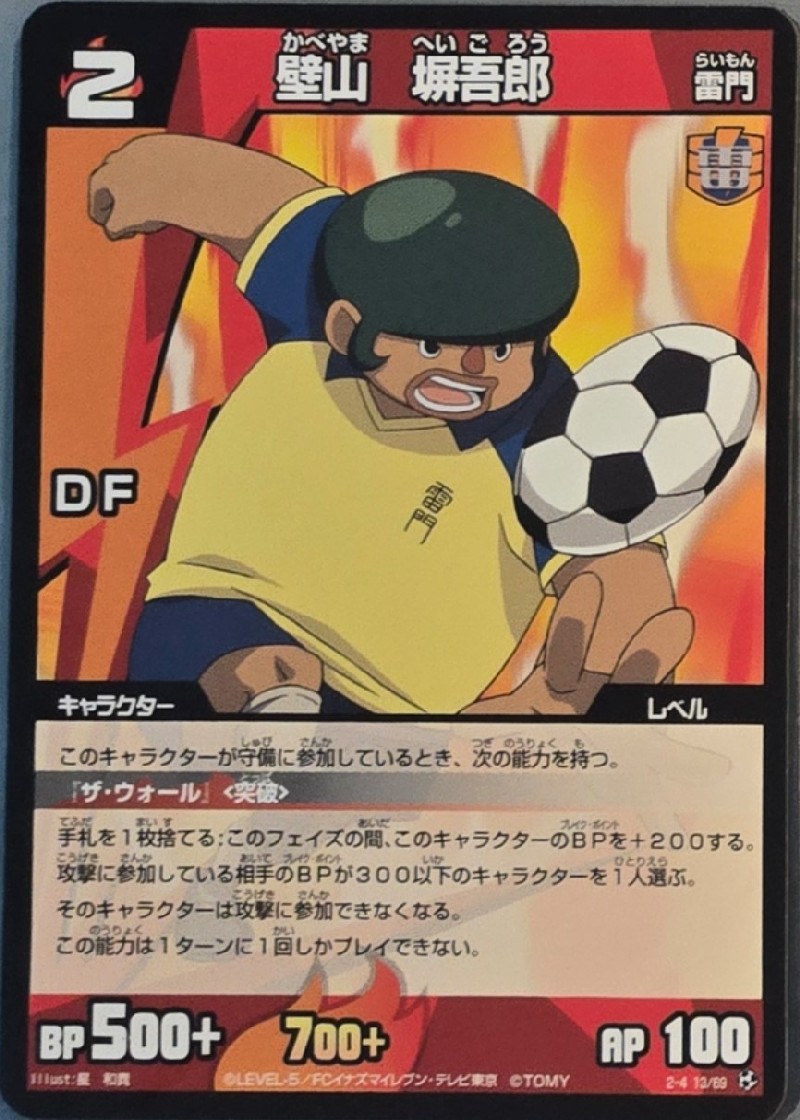 2
かべやま へいごろう
壁山 塀吾郎
らいもん
雷門
雷
雷門
DF
キャラクター レベル
このキャラクターが守備に参加しているとき、次の能力を持つ。
『ザ・ウォール』<突破>
手札を1枚捨てる:このフェイズの間、このキャラクターのBPを+200する。
攻撃に参加している相手のBPが300以下のキャラクターを1人選ぶ。
そのキャラクターは攻撃に参加できなくなる。
この能力は1ターンに1回しかプレイできない。
BP 500+ 700+ AP 100
Illust:星 和貴 ©LEVEL-5/FCイナズマイレブン・テレビ東京 ©TOMY 2-4 13/69